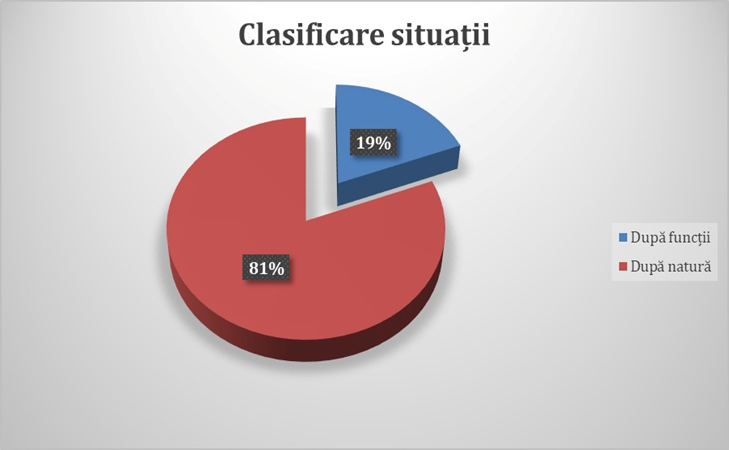 Clasificare situații
19%
81%
După funcții
După natură